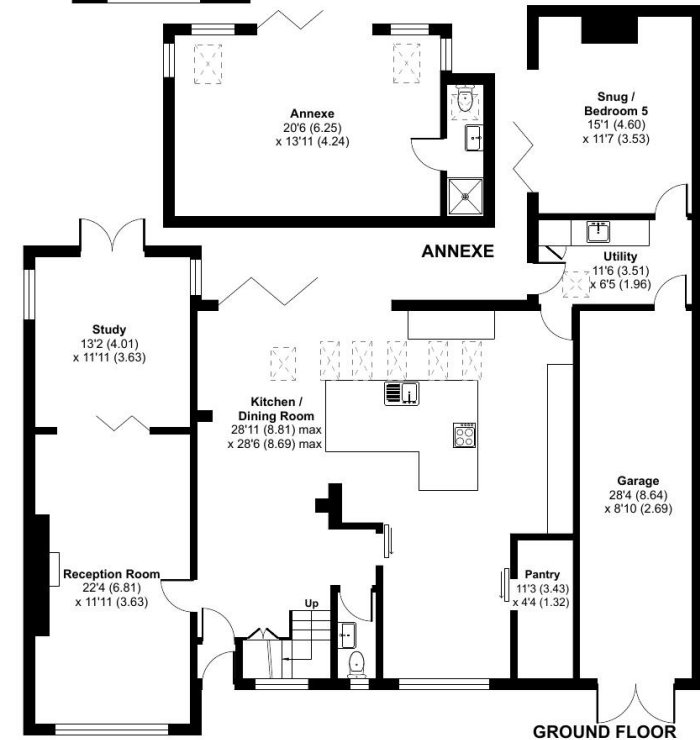 Annexe
20'6 (6.25)
x 13'11 (4.24)
Snug /
Bedroom 5
15'1 (4.60)
x 11'7 (3.53)
ANNEXE
Utility
11'6 (3.51)
x 6'5 (1.96)
Study
13'2 (4.01)
x 11'11 (3.63)
Kitchen /
Dining Room
28'11 (8.81) max
x 28'6 (8.69) max
Garage
28'4 (8.64)
x 8'10 (2.69)
Reception Room
22'4 (6.81)
x 11'11 (3.63)
Pantry
11'3 (3.43)
x 4'4 (1.32)
Up
GROUND FLOOR